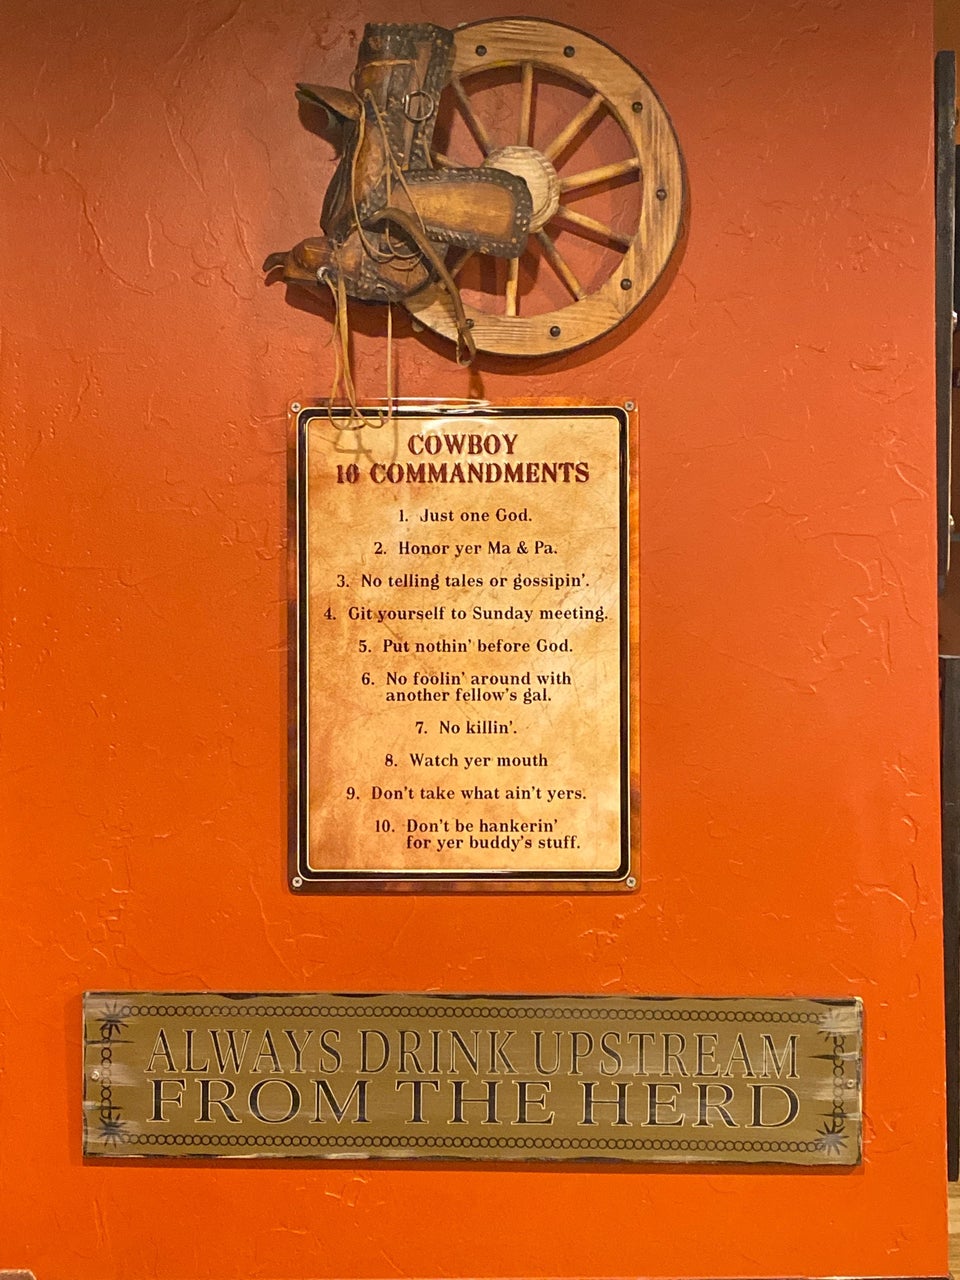 COWBOY
10 COMMANDMENTS
1. Just one God.
2. Honor yer Ma & Pa.
3. No telling tales or gossipin'.
4. Git yourself to Sunday meeting.
5. Put nothin' before God.
6. No foolin' around with
another fellow's gal.
7. No killin'.
8. Watch yer mouth
9. Don't take what ain't yers.
10. Don't be hankerin'
for yer buddy's stuff.
ALWAYS DRINK UPSTREAM
FROM THE HERD